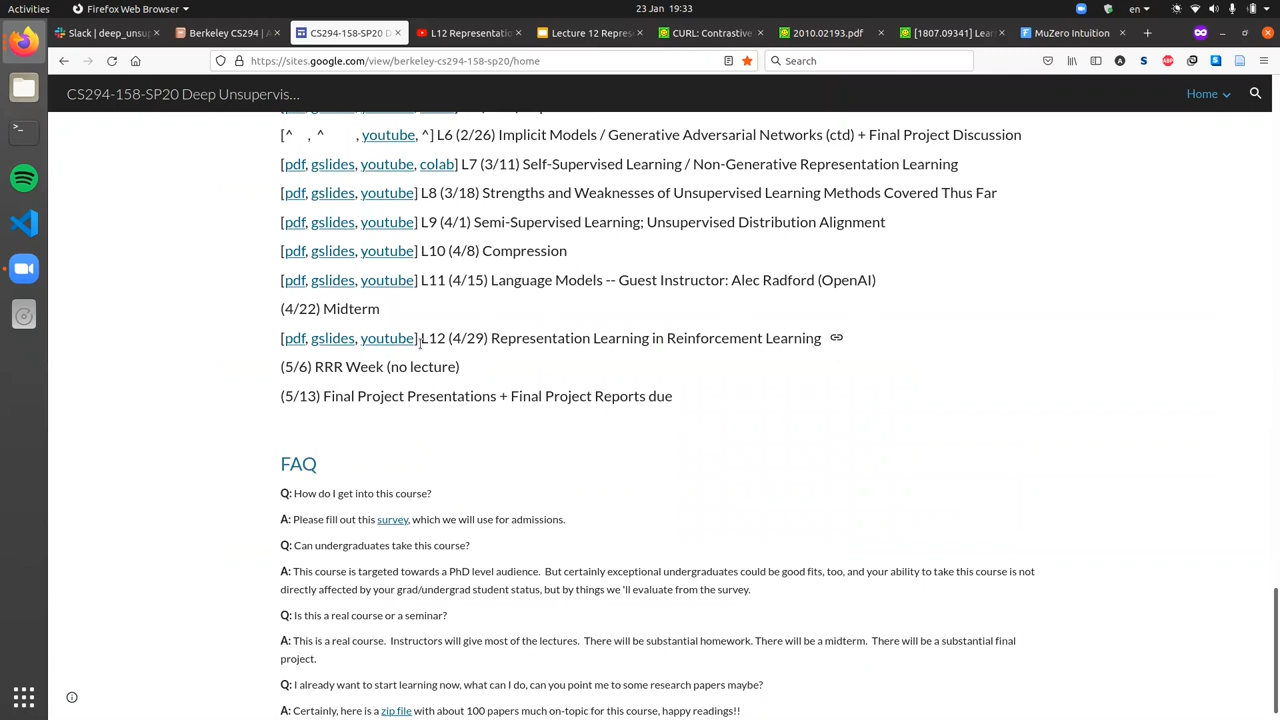 Activities
Firefox Web Browser
23 Jan 19:33
en
Slack | deep_unsup
Berkeley CS294 | A
CS294-158-SP20 D
L12 Representatio
Lecture 12 Repres
CURL: Contrastive
2010.02193.pdf
[1807.09341] Lear
MuZero Intuition
https://sites.google.com/view/berkeley-cs294-158-sp20/home
Search
CS294-158-SP20 Deep Unsupervis...
Home
[^ , ^ , youtube, ^] L6 (2/26) Implicit Models / Generative Adversarial Networks (ctd) + Final Project Discussion
[pdf, gslides, youtube, colab] L7 (3/11) Self-Supervised Learning / Non-Generative Representation Learning
[pdf, gslides, youtube] L8 (3/18) Strengths and Weaknesses of Unsupervised Learning Methods Covered Thus Far
[pdf, gslides, youtube] L9 (4/1) Semi-Supervised Learning; Unsupervised Distribution Alignment
[pdf, gslides, youtube] L10 (4/8) Compression
[pdf, gslides, youtube] L11 (4/15) Language Models -- Guest Instructor: Alec Radford (OpenAI)
(4/22) Midterm
[pdf, gslides, youtube] L12 (4/29) Representation Learning in Reinforcement Learning
(5/6) RRR Week (no lecture)
(5/13) Final Project Presentations + Final Project Reports due
FAQ
Q: How do I get into this course?
A: Please fill out this survey, which we will use for admissions.
Q: Can undergraduates take this course?
A: This course is targeted towards a PhD level audience. But certainly exceptional undergraduates could be good fits, too, and your ability to take this course is not
directly affected by your grad/undergrad student status, but by things we 'll evaluate from the survey.
Q: Is this a real course or a seminar?
A: This is a real course. Instructors will give most of the lectures. There will be substantial homework. There will be a midterm. There will be a substantial final
project.
Q: I already want to start learning now, what can I do, can you point me to some research papers maybe?
A: Certainly, here is a zip file with about 100 papers much on-topic for this course, happy readings!!